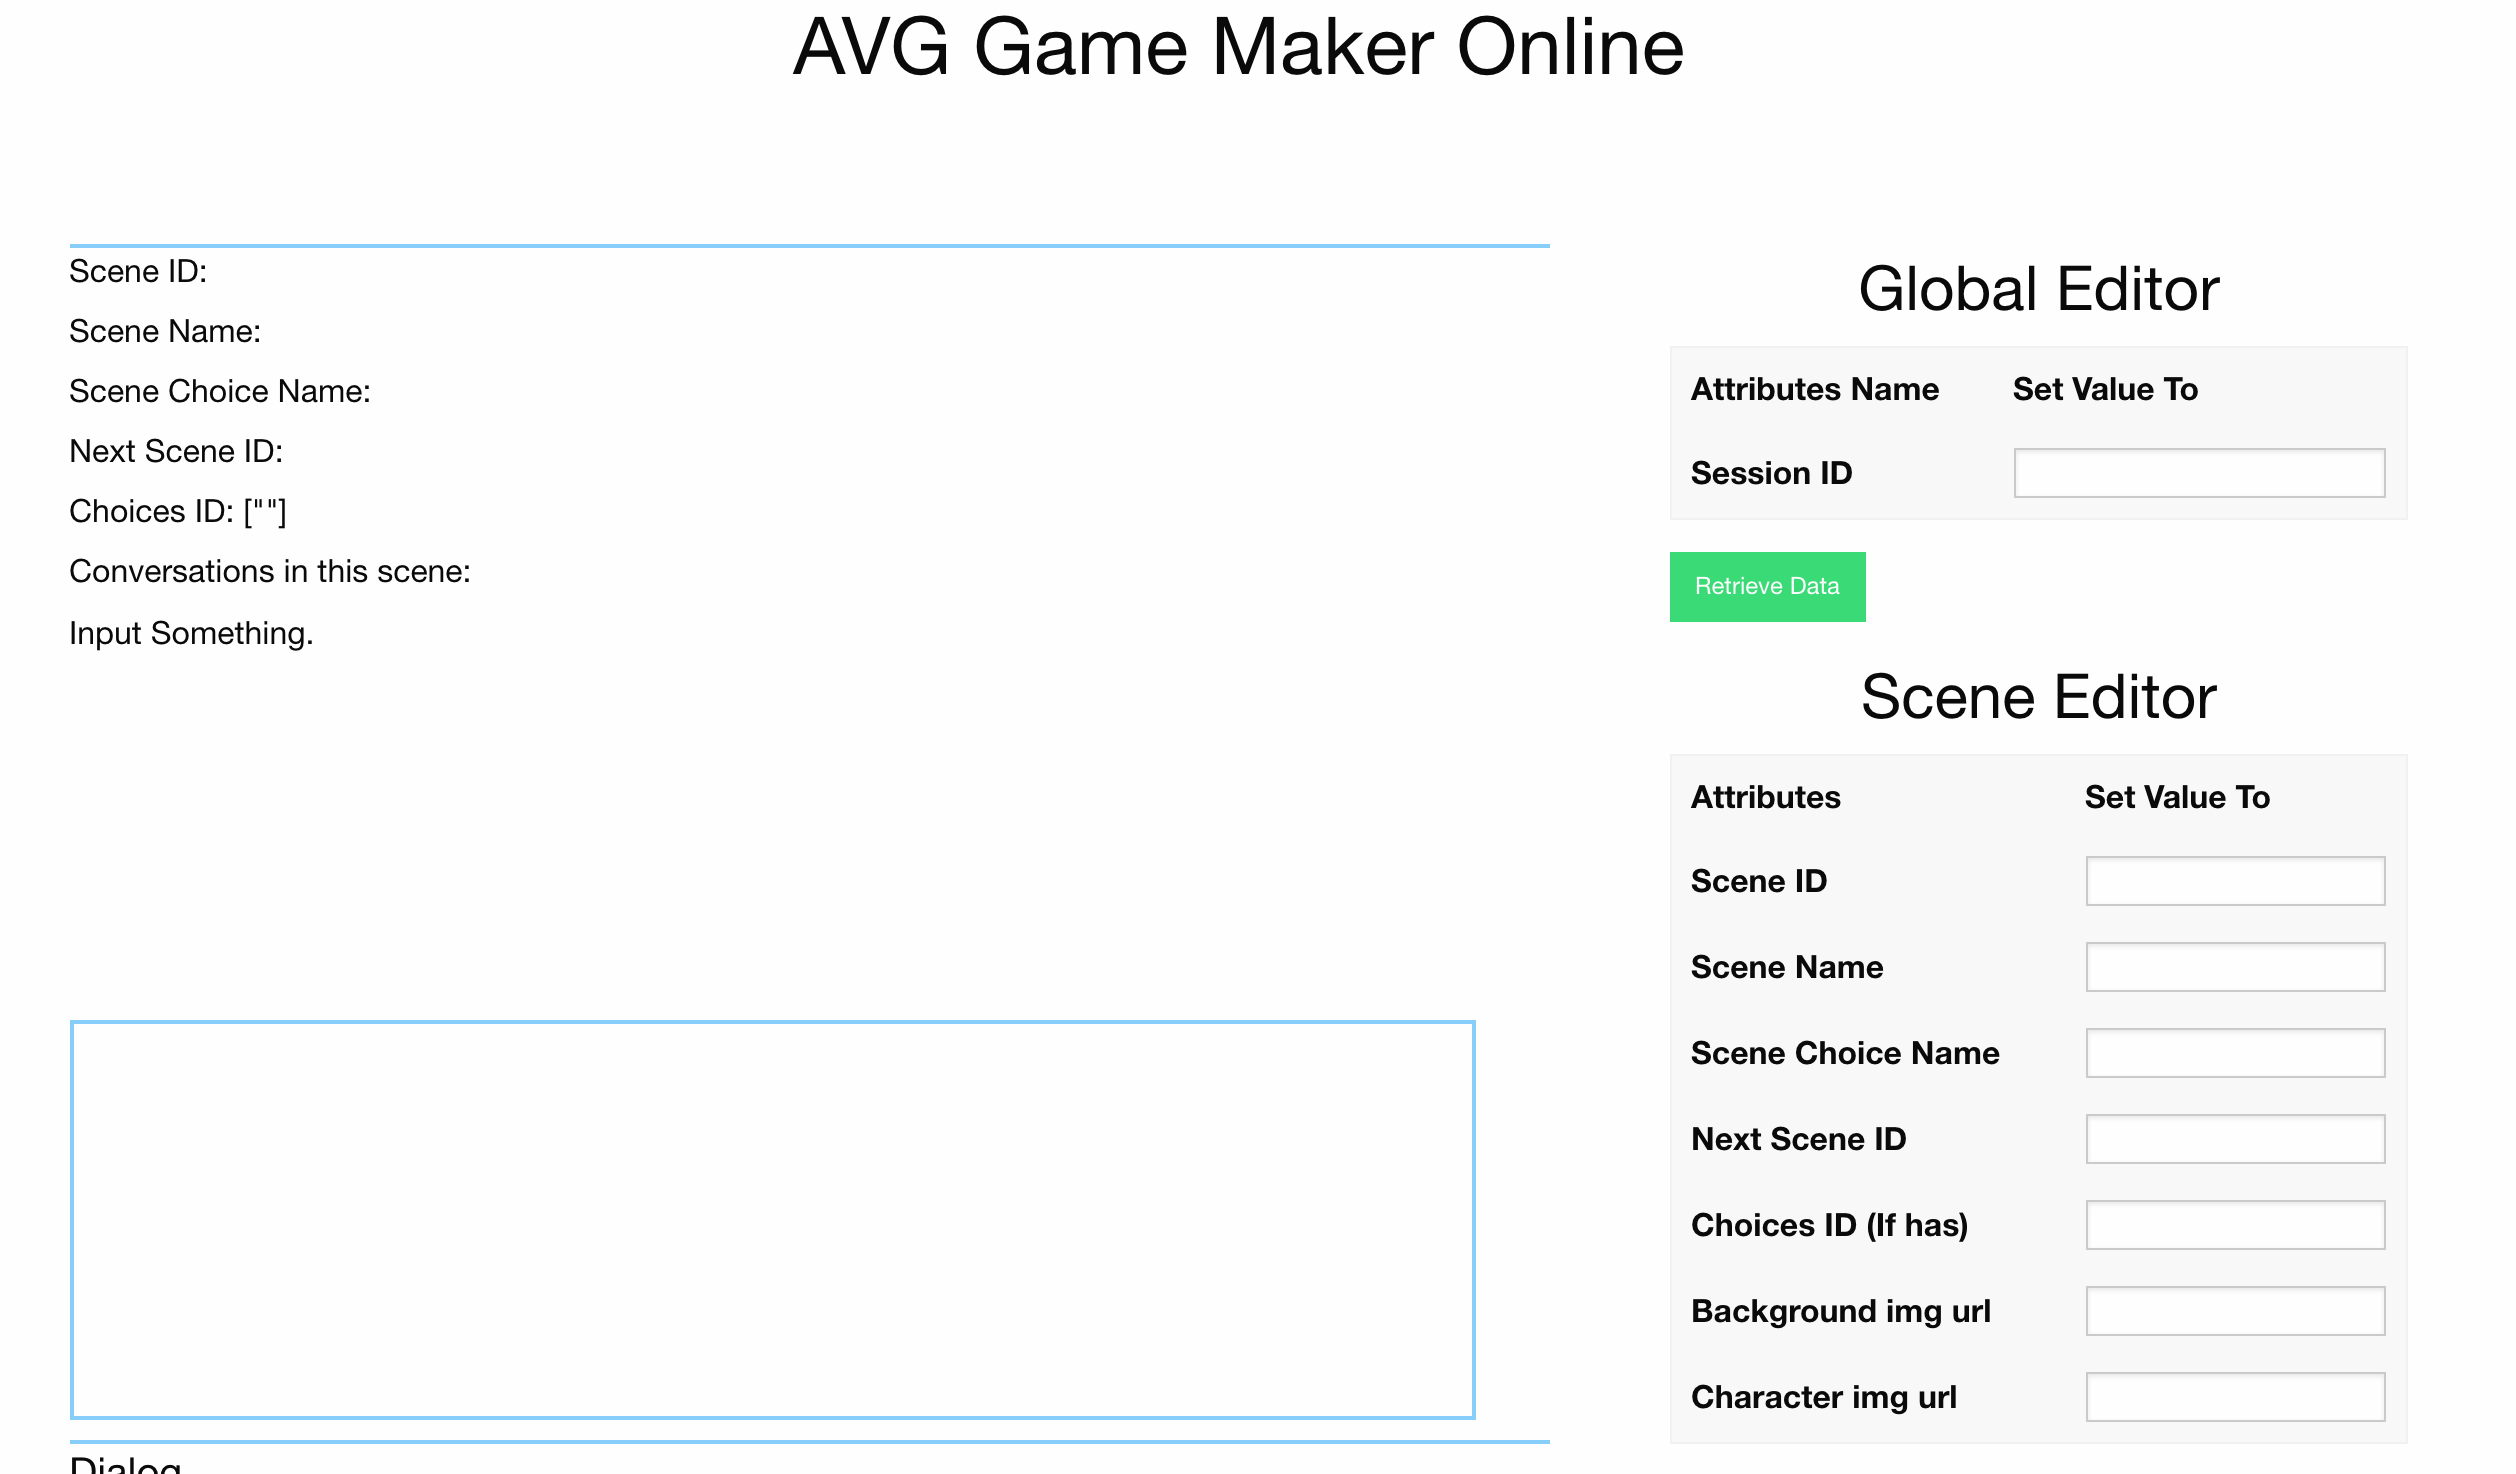 AVG Game Maker Online
Scene ID:
Scene Name:
Scene Choice Name:
Next Scene ID:
Choices ID: [""]
Conversations in this scene:
Input Something.
Dialog
Global Editor
Attributes Name Set Value To
Session ID
Retrieve Data
Scene Editor
Attributes Set Value To
Scene ID
Scene Name
Scene Choice Name
Next Scene ID
Choices ID (If has)
Background img url
Character img url